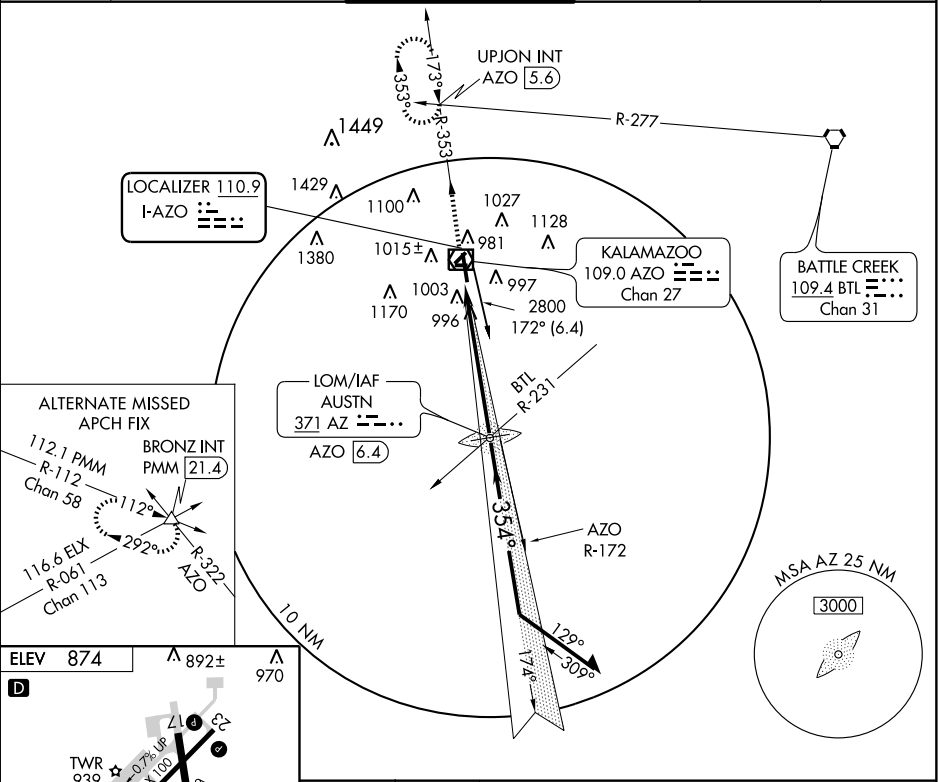 UPJON INT
AZO 5.6
173°
353°
R-353
R-277
1449
LOCALIZER 110.9
I-AZO
1429
1100
1027
1128
1380
1015±
981
KALAMAZOO
109.0 AZO
Chan 27
BATTLE CREEK
109.4 BTL
Chan 31
997
1003
1170
996
2800
172° (6.4)
LOM/IAF
AUSTN
371 AZ
AZO 6.4
BTL
R-231
ALTERNATE MISSED
APCH FIX
BRONZ INT
PMM 21.4
112.1 PMM
R-112
Chan 58
112°
292°
116.6 ELX
R-061
Chan 113
R-322
AZO
354°
AZO
R-172
129°
309°
174°
10 NM
MSA AZ 25 NM
3000
ELEV 874
892±
970
D
17
P
23
P
TWR
939
0.7% UP
X 100